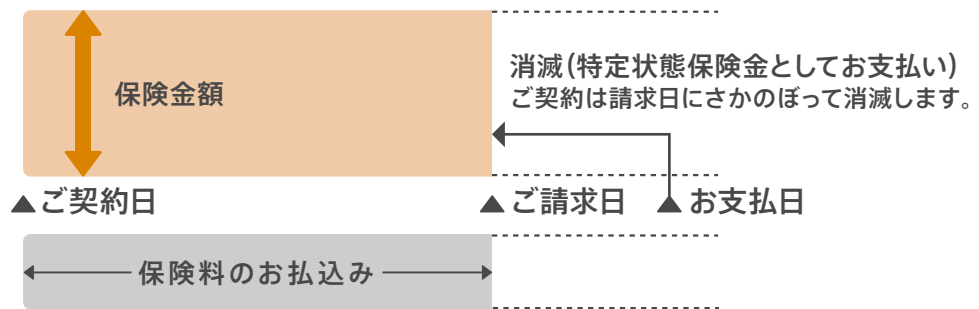 保険金額
消滅(特定状態保険金としてお支払い)
ご契約は請求日にさかのぼって消滅します。
▲ご契約日
▲ご請求日
▲お支払日
保険料のお払込み